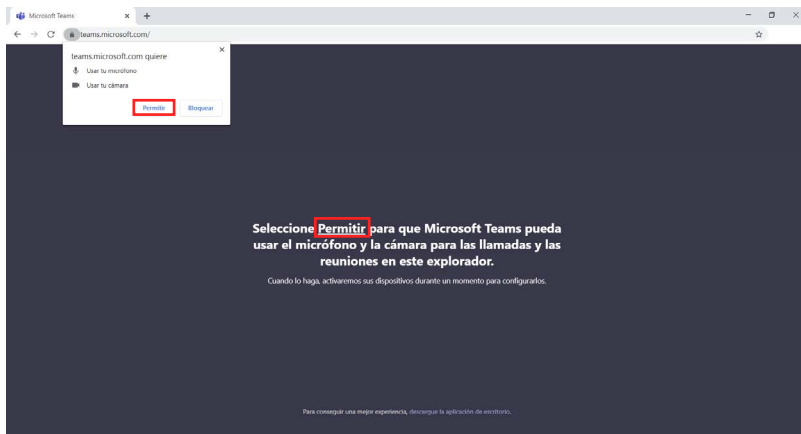 Microsoft Teams
teams.microsoft.com/
teams.microsoft.com quiere
Usar tu micrófono
Usar tu cámara
Permitir Bloquear
Seleccione Permitir para que Microsoft Teams pueda
usar el micrófono y la cámara para las llamadas y las
reuniones en este explorador.
Cuando lo haga, activaremos sus dispositivos durante un momento para configurarlos.
Para conseguir una mejor experiencia, descargue la aplicación de escritorio.